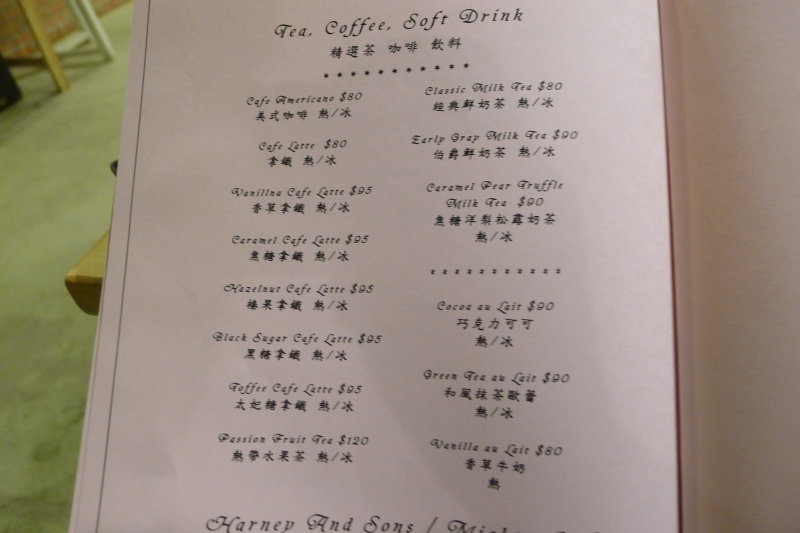 Tea, Coffee, Soft Drink
精選茶 咖啡 飲料
* * * * * * * * * * *
Cafe Americano $80
美式咖啡 熱/冰
Cafe Latte $80
拿鐵 熱/冰
Vanillna Cafe Latte $95
香草拿鐵 熱/冰
Caramel Cafe Latte $95
焦糖拿鐵 熱/冰
Hazelnut Cafe Latte $95
榛果拿鐵 熱/冰
Black Sugar Cafe Latte $95
黑糖拿鐵 熱/冰
Toffee Cafe Latte $95
太妃糖拿鐵 熱/冰
Passion Fruit Tea $120
熱帶水果茶 熱/冰
Classic Milk Tea $80
經典鮮奶茶 熱/冰
Earlp Grap Milk Tea $90
伯爵鮮奶茶 熱/冰
Caramel Pear Truffle
Milk Tea $90
焦糖洋梨松露奶茶
熱/冰
* * * * * * * * * * *
Cocoa au Lait $90
巧克力可可
熱/冰
Green Tea au Lait $90
和風抹茶歐蕾
熱/冰
Vanilla au Lait $80
香草牛奶
熱
Harnep And Sons /